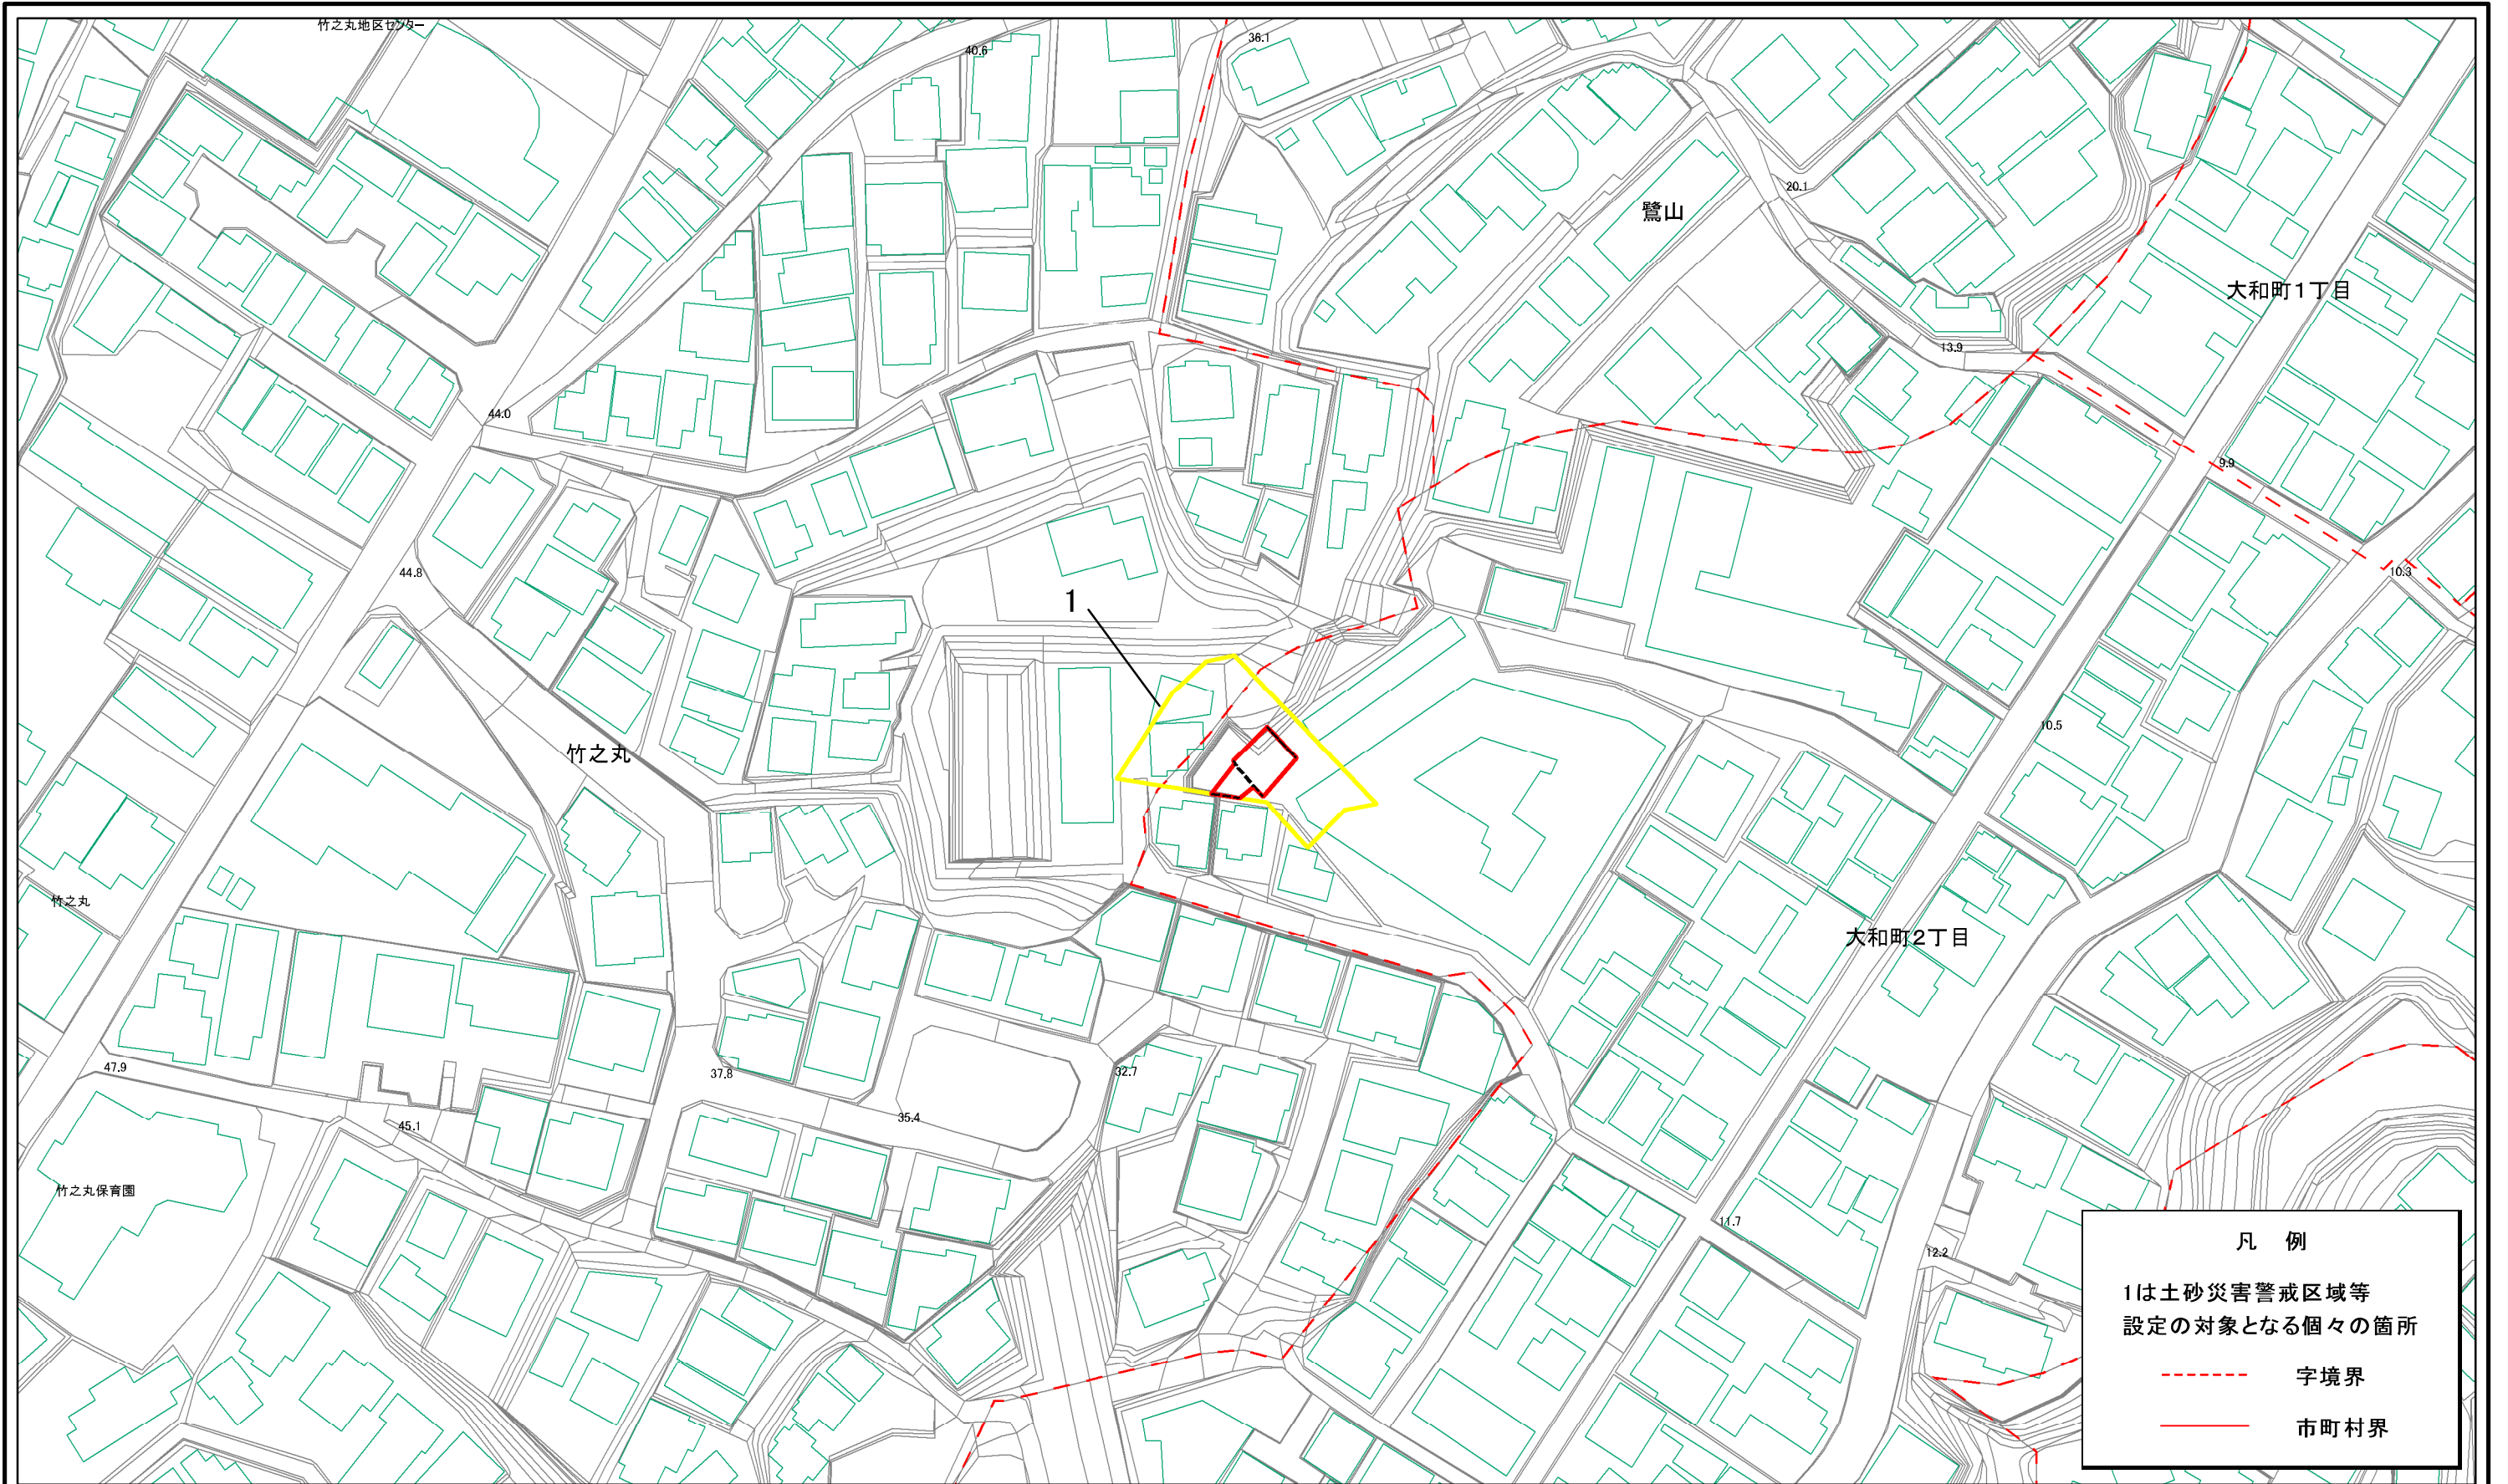 竹之丸地区センター
40.6
36.1
20.1
鷺山
大和町1丁目
13.9
44.0
9.9
44.8
10.3
1
10.5
竹之丸
竹之丸
大和町2丁目
47.9
37.8
32.7
35.4
45.1
竹之丸保育園
11.7
12.2
凡 例
1は土砂災害警戒区域等
設定の対象となる個々の箇所
字境界
市町村界